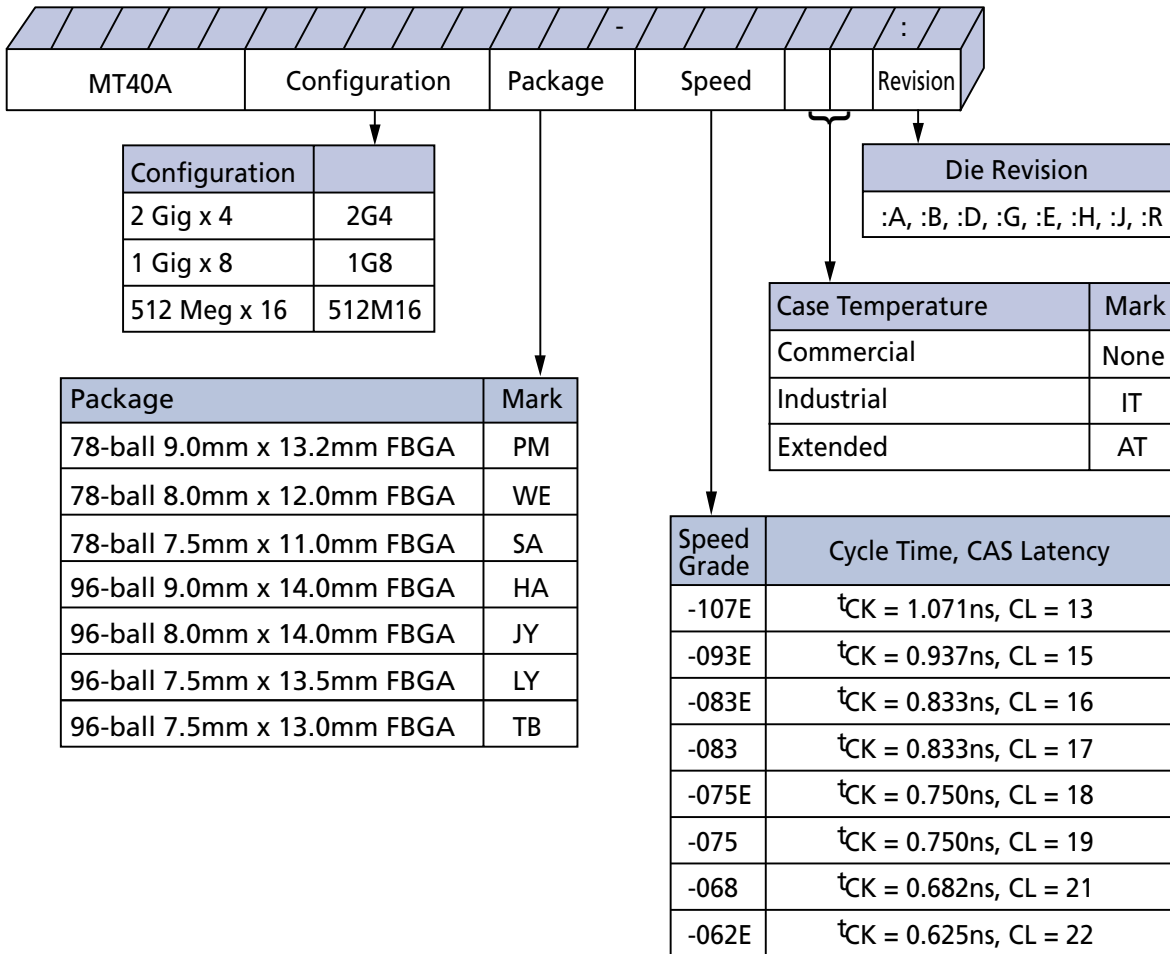 - :
MT40A Configuration Package Speed Revision
Configuration
2 Gig x 4 2G4
1 Gig x 8 1G8
512 Meg x 16 512M16
Die Revision
:A, :B, :D, :G, :E, :H, :J, :R
Case Temperature Mark
Commercial None
Industrial IT
Extended AT
Package Mark
78-ball 9.0mm x 13.2mm FBGA PM
78-ball 8.0mm x 12.0mm FBGA WE
78-ball 7.5mm x 11.0mm FBGA SA
96-ball 9.0mm x 14.0mm FBGA HA
96-ball 8.0mm x 14.0mm FBGA JY
96-ball 7.5mm x 13.5mm FBGA LY
96-ball 7.5mm x 13.0mm FBGA TB
Speed
Grade
Cycle Time, CAS Latency
-107E tCK = 1.071ns, CL = 13
-093E tCK = 0.937ns, CL = 15
-083E tCK = 0.833ns, CL = 16
-083 tCK = 0.833ns, CL = 17
-075E tCK = 0.750ns, CL = 18
-075 tCK = 0.750ns, CL = 19
-068 tCK = 0.682ns, CL = 21
-062E tCK = 0.625ns, CL = 22